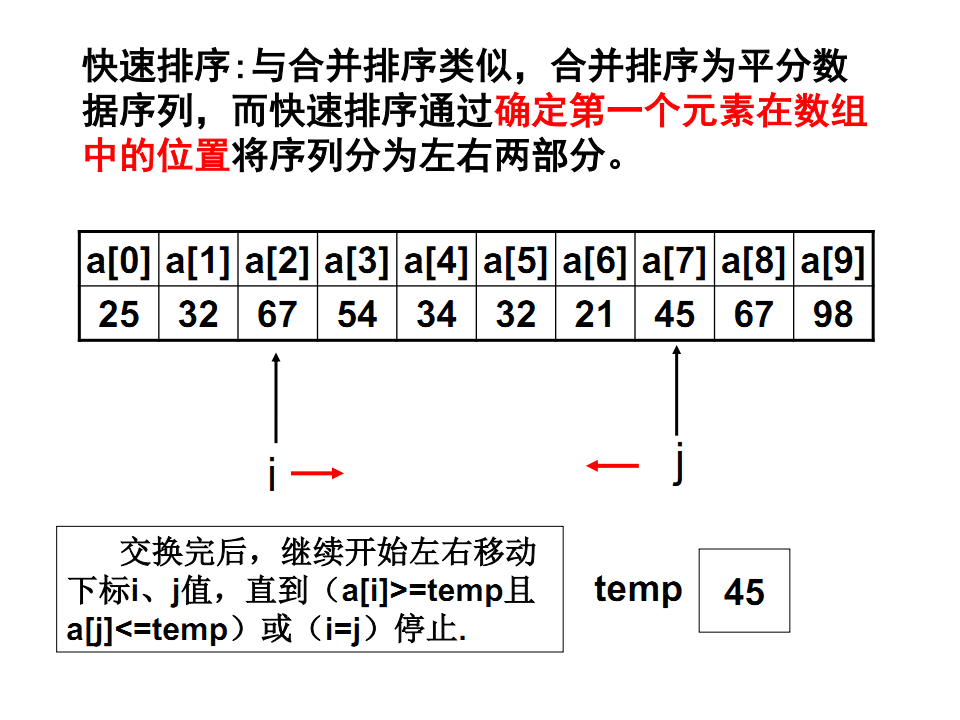 快速排序:与合并排序类似，合并排序为平分数
据序列，而快速排序通过确定第一个元素在数组
中的位置将序列分为左右两部分。
a[0] a[1] a[2] a[3] a[4] a[5] a[6] a[7] a[8] a[9]
25 32 67 54 34 32 21 45 67 98
i
j
交换完后，继续开始左右移动
下标i、j值，直到（a[i]>=temp且
a[j]<=temp）或（i=j）停止.
temp 45